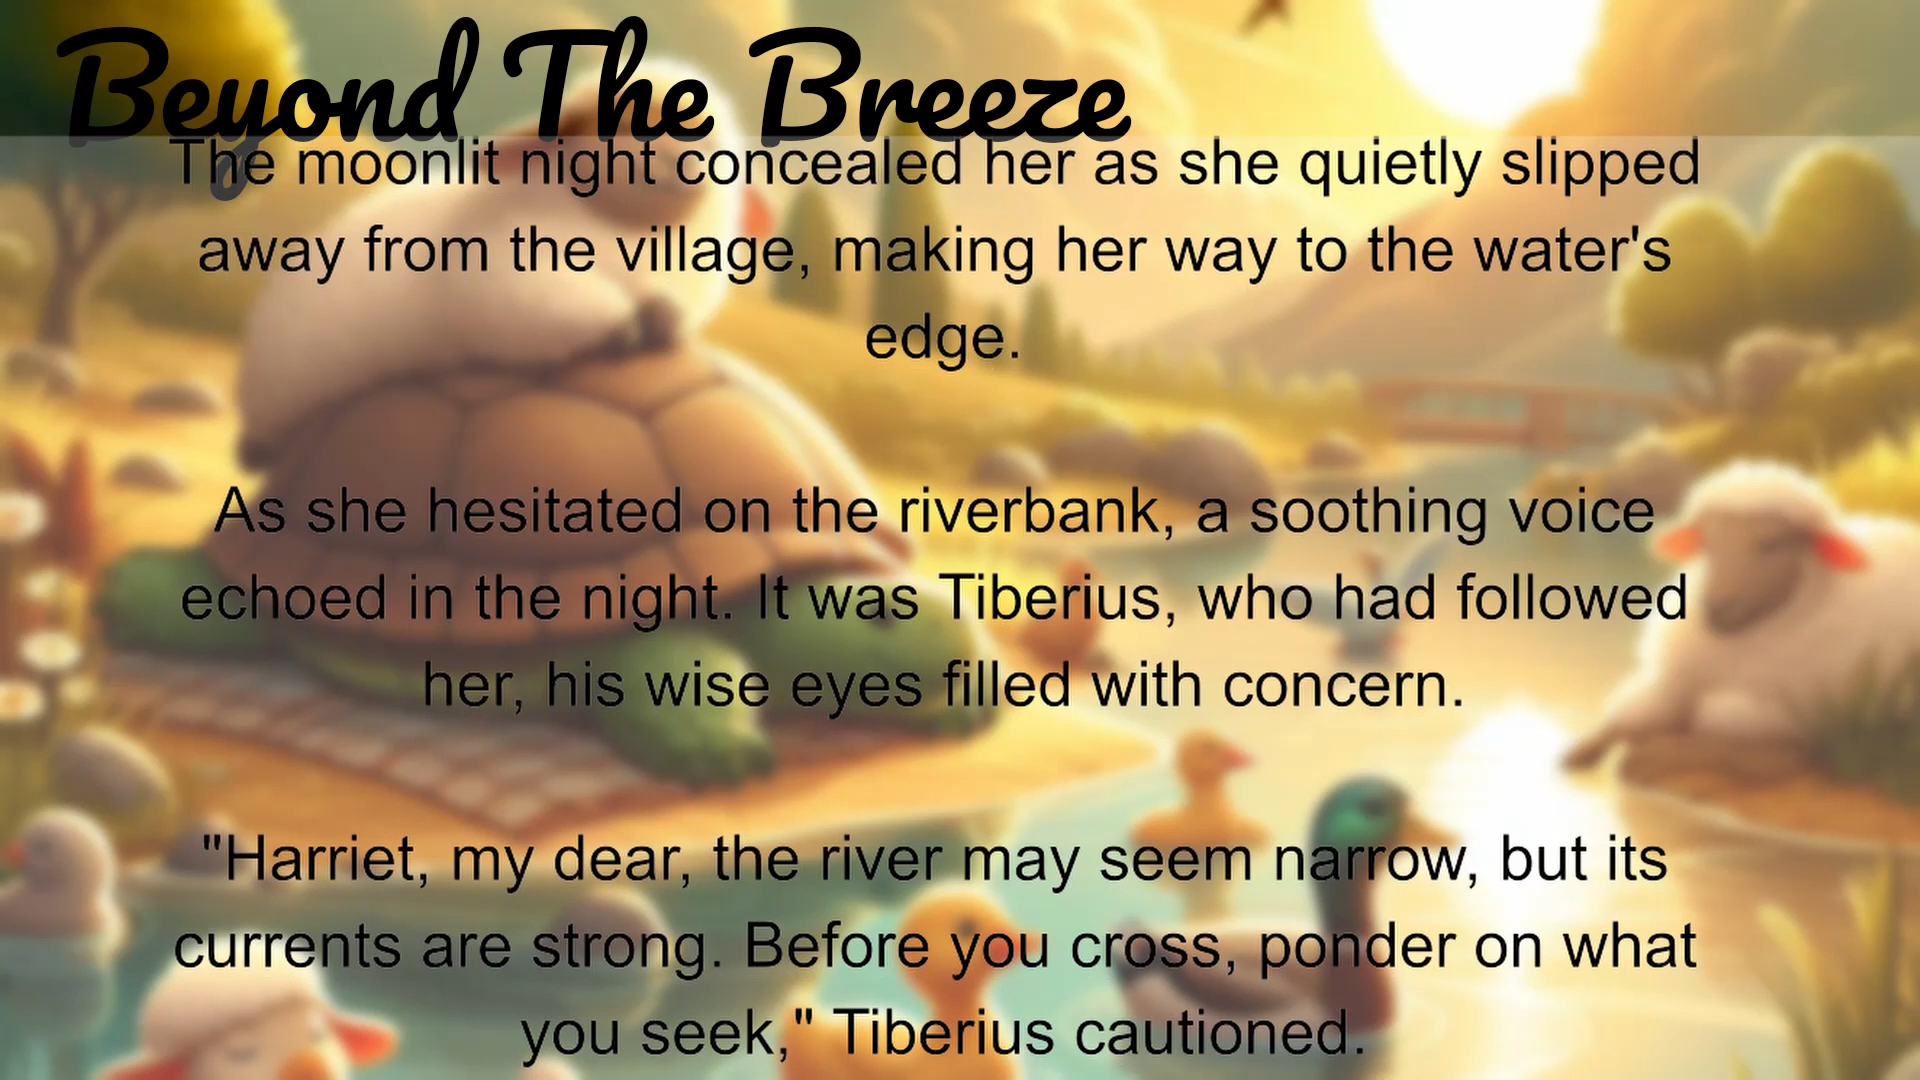 Beyond The Breeze
The moonlit night concealed her as she quietly slipped
away from the village, making her way to the water's
edge.
As she hesitated on the riverbank, a soothing voice
echoed in the night. It was Tiberius, who had followed
her, his wise eyes filled with concern.
"Harriet, my dear, the river may seem narrow, but its
currents are strong. Before you cross, ponder on what
you seek," Tiberius cautioned.